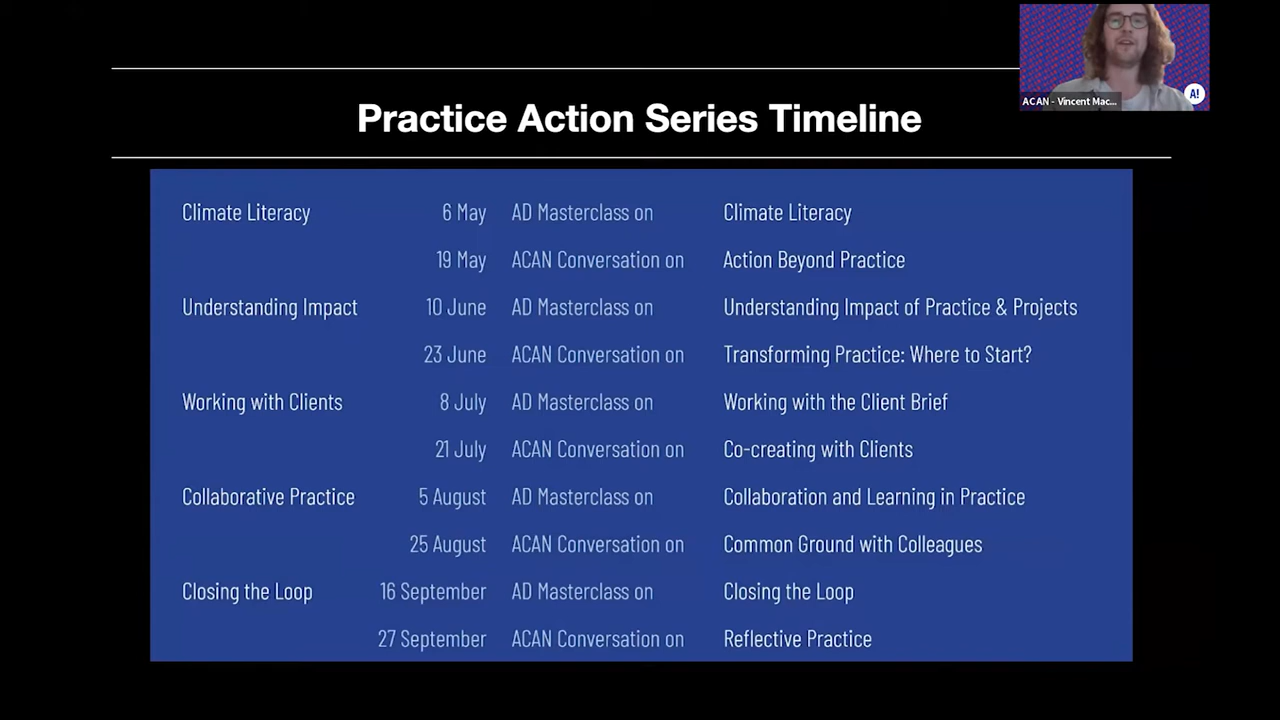 ACAN - Vincent Mac...
A!
Practice Action Series Timeline
Climate Literacy 6 May AD Masterclass on Climate Literacy
19 May ACAN Conversation on Action Beyond Practice
Understanding Impact 10 June AD Masterclass on Understanding Impact of Practice & Projects
23 June ACAN Conversation on Transforming Practice: Where to Start?
Working with Clients 8 July AD Masterclass on Working with the Client Brief
21 July ACAN Conversation on Co-creating with Clients
Collaborative Practice 5 August AD Masterclass on Collaboration and Learning in Practice
25 August ACAN Conversation on Common Ground with Colleagues
Closing the Loop 16 September AD Masterclass on Closing the Loop
27 September ACAN Conversation on Reflective Practice